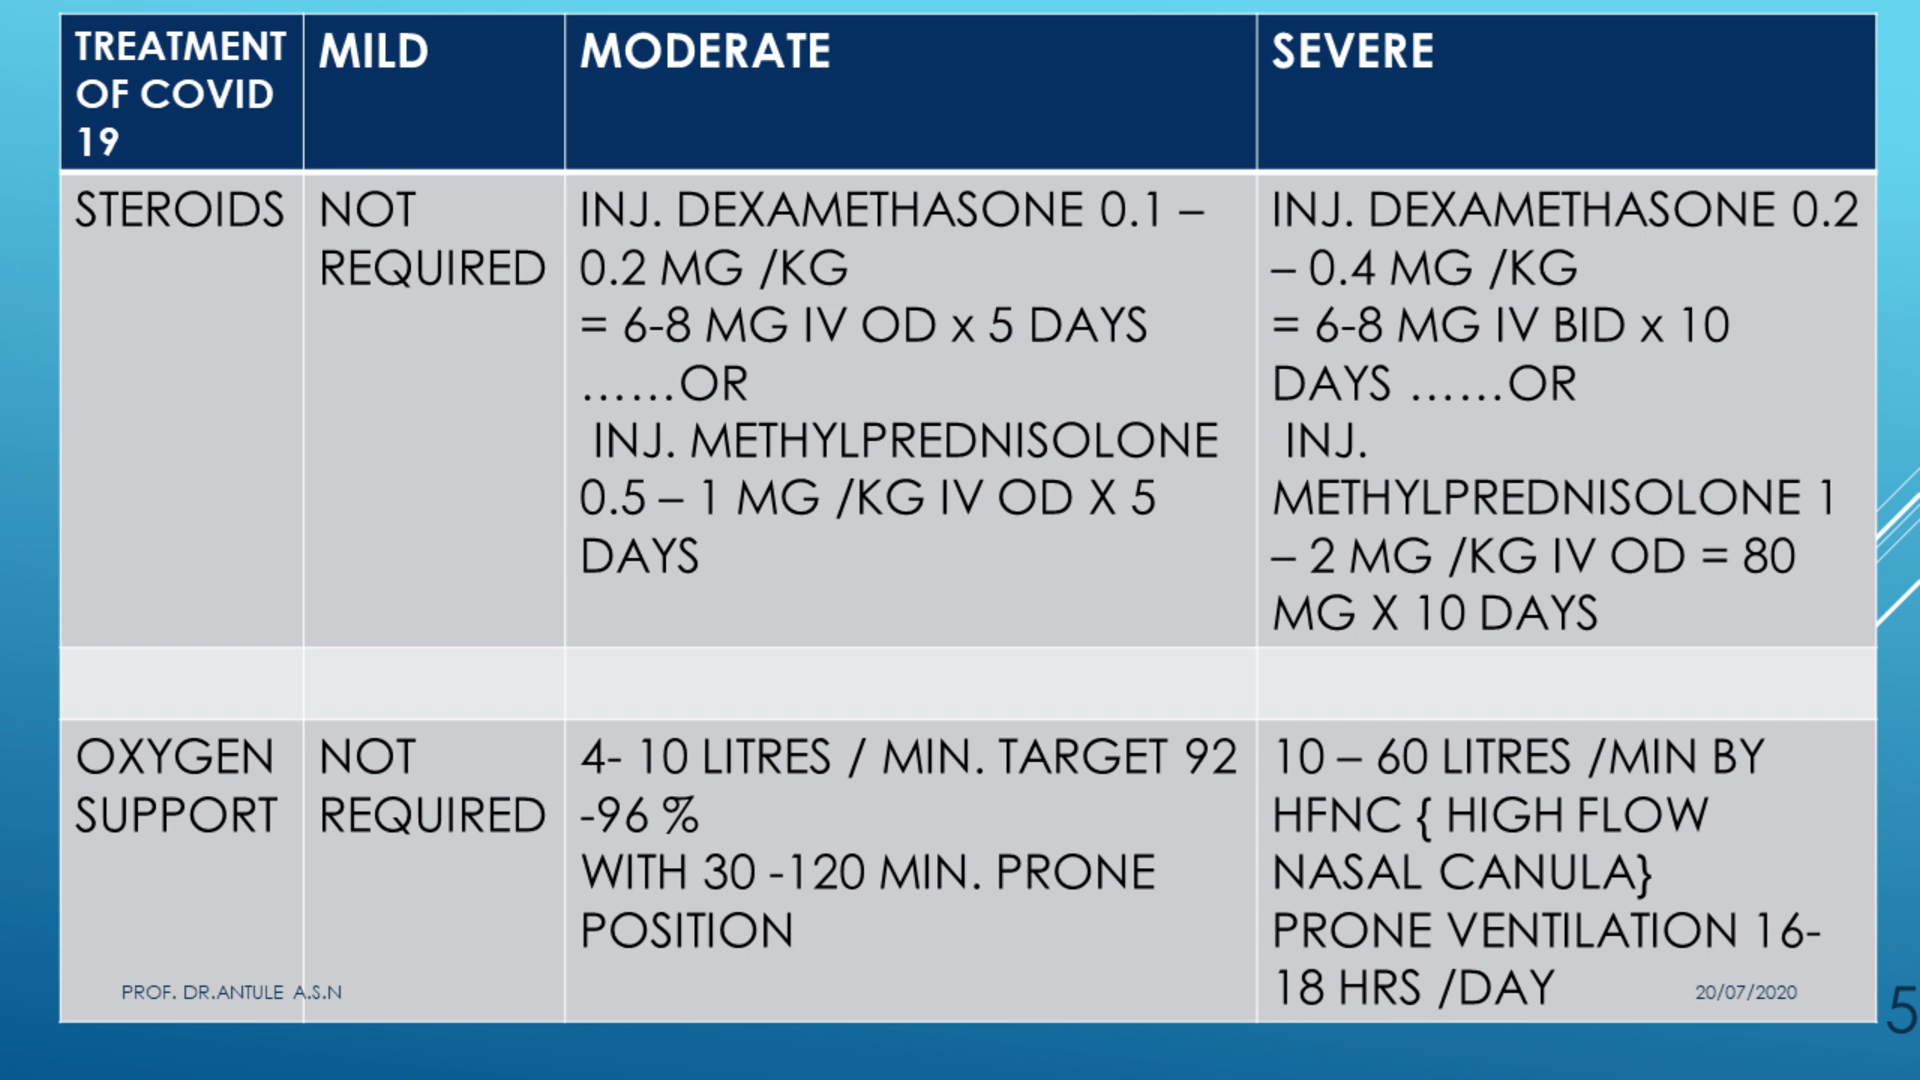 TREATMENT
OF COVID
19
MILD
MODERATE
SEVERE
STEROIDS
NOT
REQUIRED
INJ. DEXAMETHASONE 0.1 –
0.2 MG /KG
= 6-8 MG IV OD x 5 DAYS
……OR
INJ. METHYLPREDNISOLONE
0.5 – 1 MG /KG IV OD X 5
DAYS
INJ. DEXAMETHASONE 0.2
– 0.4 MG /KG
= 6-8 MG IV BID x 10
DAYS ……OR
INJ.
METHYLPREDNISOLONE 1
– 2 MG /KG IV OD = 80
MG X 10 DAYS
OXYGEN
SUPPORT
NOT
REQUIRED
4- 10 LITRES / MIN. TARGET 92
-96 %
WITH 30 -120 MIN. PRONE
POSITION
10 – 60 LITRES /MIN BY
HFNC { HIGH FLOW
NASAL CANULA}
PRONE VENTILATION 16-
18 HRS /DAY
PROF. DR.ANTULE A.S.N
20/07/2020
5